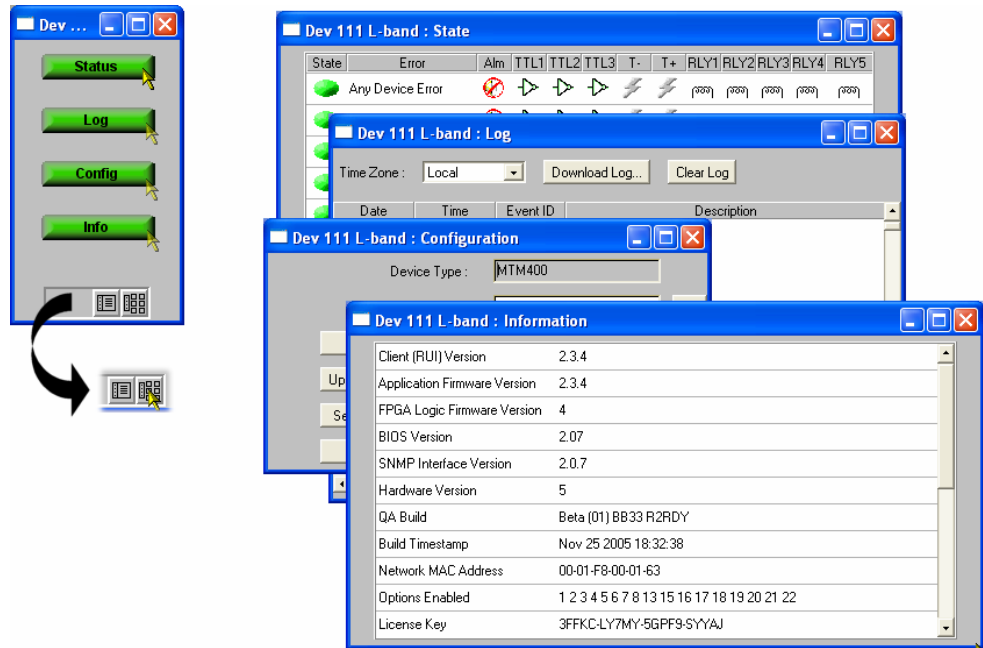 Dev ...
Status
Log
Config
Info
Dev 111 L-band : State
State Error Alm TTL1 TTL2 TTL3 T- T+ RLY1 RLY2 RLY3 RLY4 RLY5
Any Device Error
Dev 111 L-band : Log
Time Zone : Local Download Log... Clear Log
Date Time Event ID Description
Dev 111 L-band : Configuration
Device Type : MTM400
Up
Se
Dev 111 L-band : Information
Client (RUI) Version 2.3.4
Application Firmware Version 2.3.4
FPGA Logic Firmware Version 4
BIOS Version 2.07
SNMP Interface Version 2.0.7
Hardware Version 5
QA Build Beta (01) BB33 R2RDY
Build Timestamp Nov 25 2005 18:32:38
Network MAC Address 00-01-F8-00-01-63
Options Enabled 1 2 3 4 5 6 7 8 13 15 16 17 18 19 20 21 22
License Key 3FFKC-LY7MY-5GPF9-SYYAJ